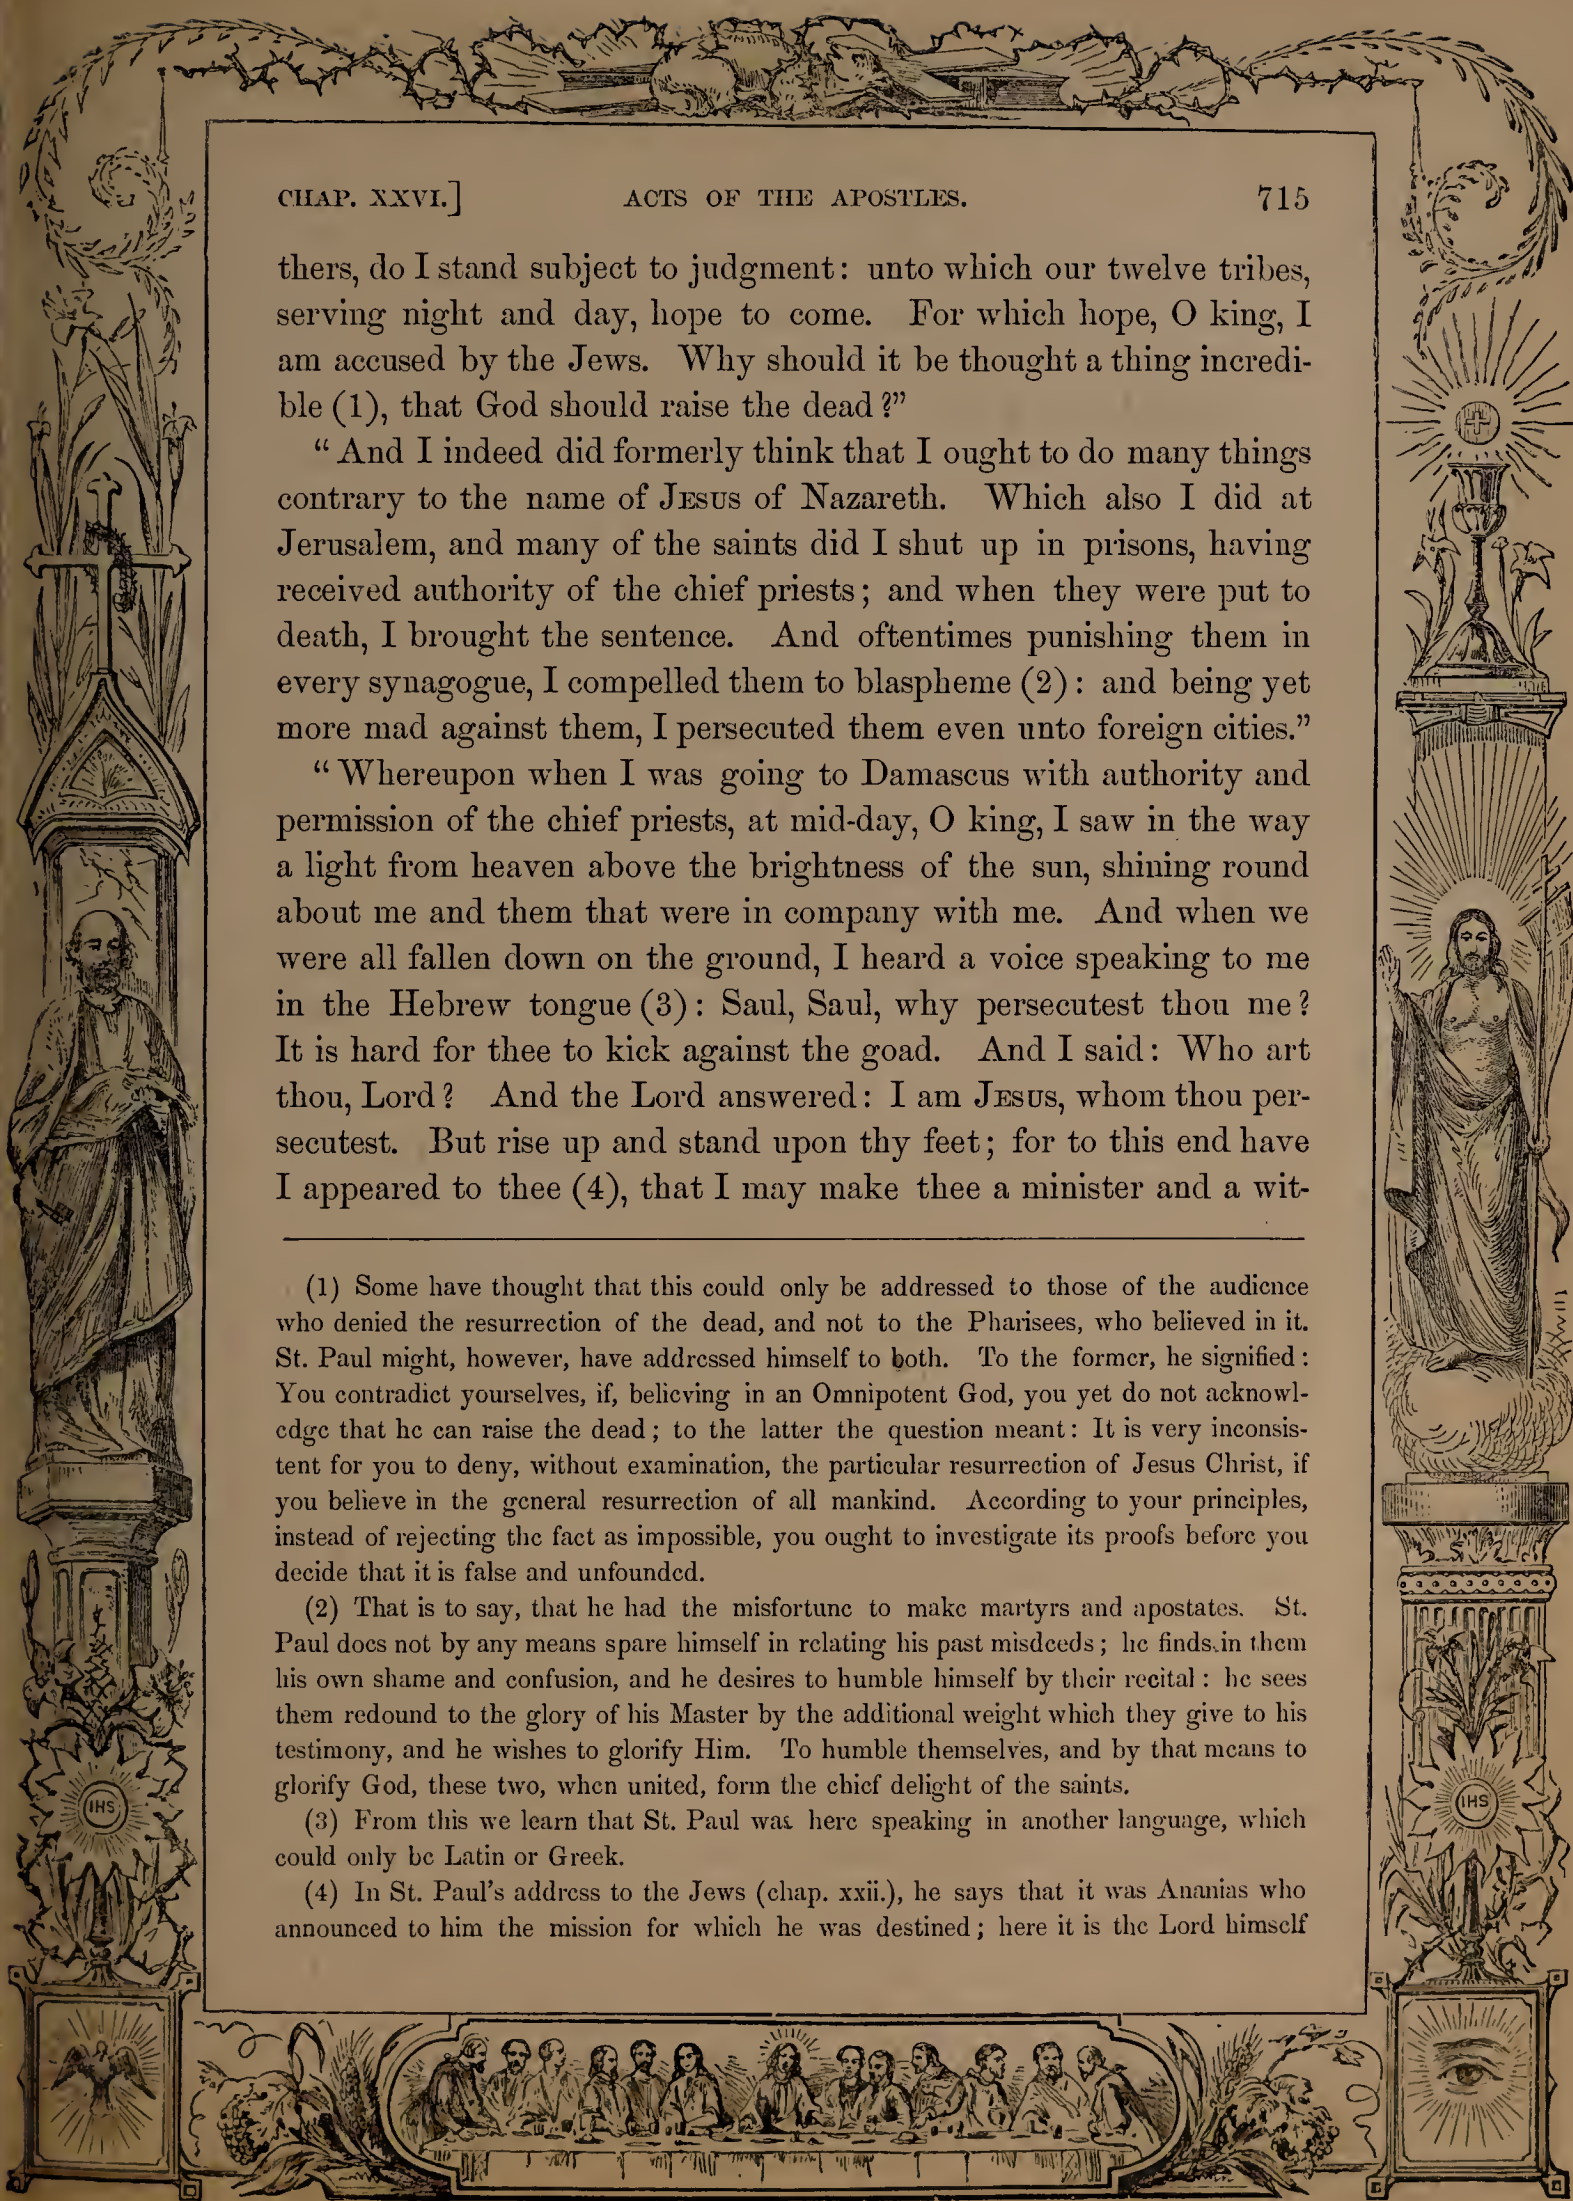 CHAP. XXVI.] ACTS OF THE APOSTLES. 715
thers, do I stand subject to judgment: unto which our twelve tribes,
serving night and day, hope to come. For which hope, O king, I
am accused by the Jews. Why should it be thought a thing incredi-
ble (1), that God should raise the dead?”
“And I indeed did formerly think that I ought to do many things
contrary to the name of JESUS of Nazareth. Which also I did at
Jerusalem, and many of the saints did I shut up in prisons, having
received authority of the chief priests; and when they were put to
death, I brought the sentence. And oftentimes punishing them in
every synagogue, I compelled them to blaspheme (2): and being yet
more mad against them, I persecuted them even unto foreign cities.”
“Whereupon when I was going to Damascus with authority and
permission of the chief priests, at mid-day, O king, I saw in the way
a light from heaven above the brightness of the sun, shining round
about me and them that were in company with me. And when we
were all fallen down on the ground, I heard a voice speaking to me
in the Hebrew tongue (3): Saul, Saul, why persecutest thou me?
It is hard for thee to kick against the goad. And I said: Who art
thou, Lord? And the Lord answered: I am JESUS, whom thou per-
secutest. But rise up and stand upon thy feet; for to this end have
I appeared to thee (4), that I may make thee a minister and a wit-
(1) Some have thought that this could only be addressed to those of the audience
who denied the resurrection of the dead, and not to the Pharisees, who believed in it.
St. Paul might, however, have addressed himself to both. To the former, he signified:
You contradict yourselves, if, believing in an Omnipotent God, you yet do not acknowl-
edge that he can raise the dead; to the latter the question meant: It is very inconsis-
tent for you to deny, without examination, the particular resurrection of Jesus Christ, if
you believe in the general resurrection of all mankind. According to your principles,
instead of rejecting the fact as impossible, you ought to investigate its proofs before you
decide that it is false and unfounded.
(2) That is to say, that he had the misfortune to make martyrs and apostates. St.
Paul does not by any means spare himself in relating his past misdeeds; he finds in them
his own shame and confusion, and he desires to humble himself by their recital: he sees
them redound to the glory of his Master by the additional weight which they give to his
testimony, and he wishes to glorify Him. To humble themselves, and by that means to
glorify God, these two, when united, form the chief delight of the saints.
(3) From this we learn that St. Paul was here speaking in another language, which
could only be Latin or Greek.
(4) In St. Paul’s address to the Jews (chap. xxii.), he says that it was Ananias who
announced to him the mission for which he was destined; here it is the Lord himself
IHS
IHS